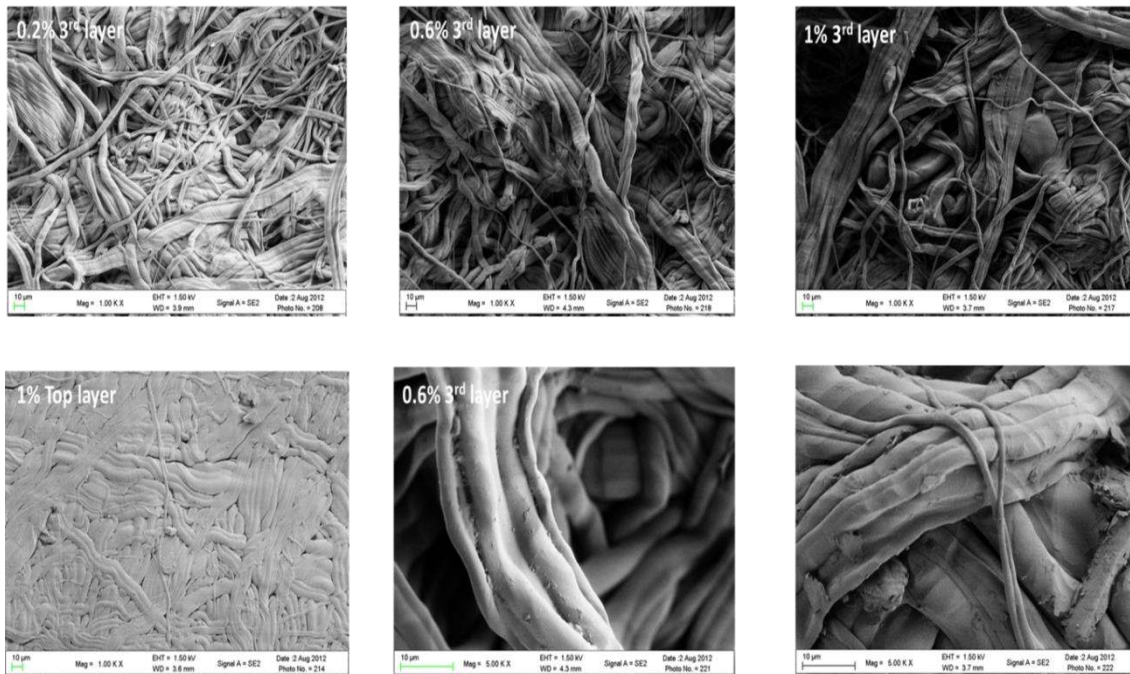 0.2% 3rd layer
10 µm Mag = 1.00 K X EHT = 1.50 kV Signal A = SE2 Date :2 Aug 2012
WD = 3.9 mm Photo No. = 208
0.6% 3rd layer
10 µm Mag = 1.00 K X EHT = 1.50 kV Signal A = SE2 Date :2 Aug 2012
WD = 4.3 mm Photo No. = 218
1% 3rd layer
10 µm Mag = 1.00 K X EHT = 1.50 kV Signal A = SE2 Date :2 Aug 2012
WD = 3.7 mm Photo No. = 217
1% Top layer
10 µm Mag = 1.00 K X EHT = 1.50 kV Signal A = SE2 Date :2 Aug 2012
WD = 3.6 mm Photo No. = 214
0.6% 3rd layer
10 µm Mag = 5.00 K X EHT = 1.50 kV Signal A = SE2 Date :2 Aug 2012
WD = 4.3 mm Photo No. = 221
10 µm Mag = 5.00 K X EHT = 1.50 kV Signal A = SE2 Date :2 Aug 2012
WD = 3.7 mm Photo No. = 222